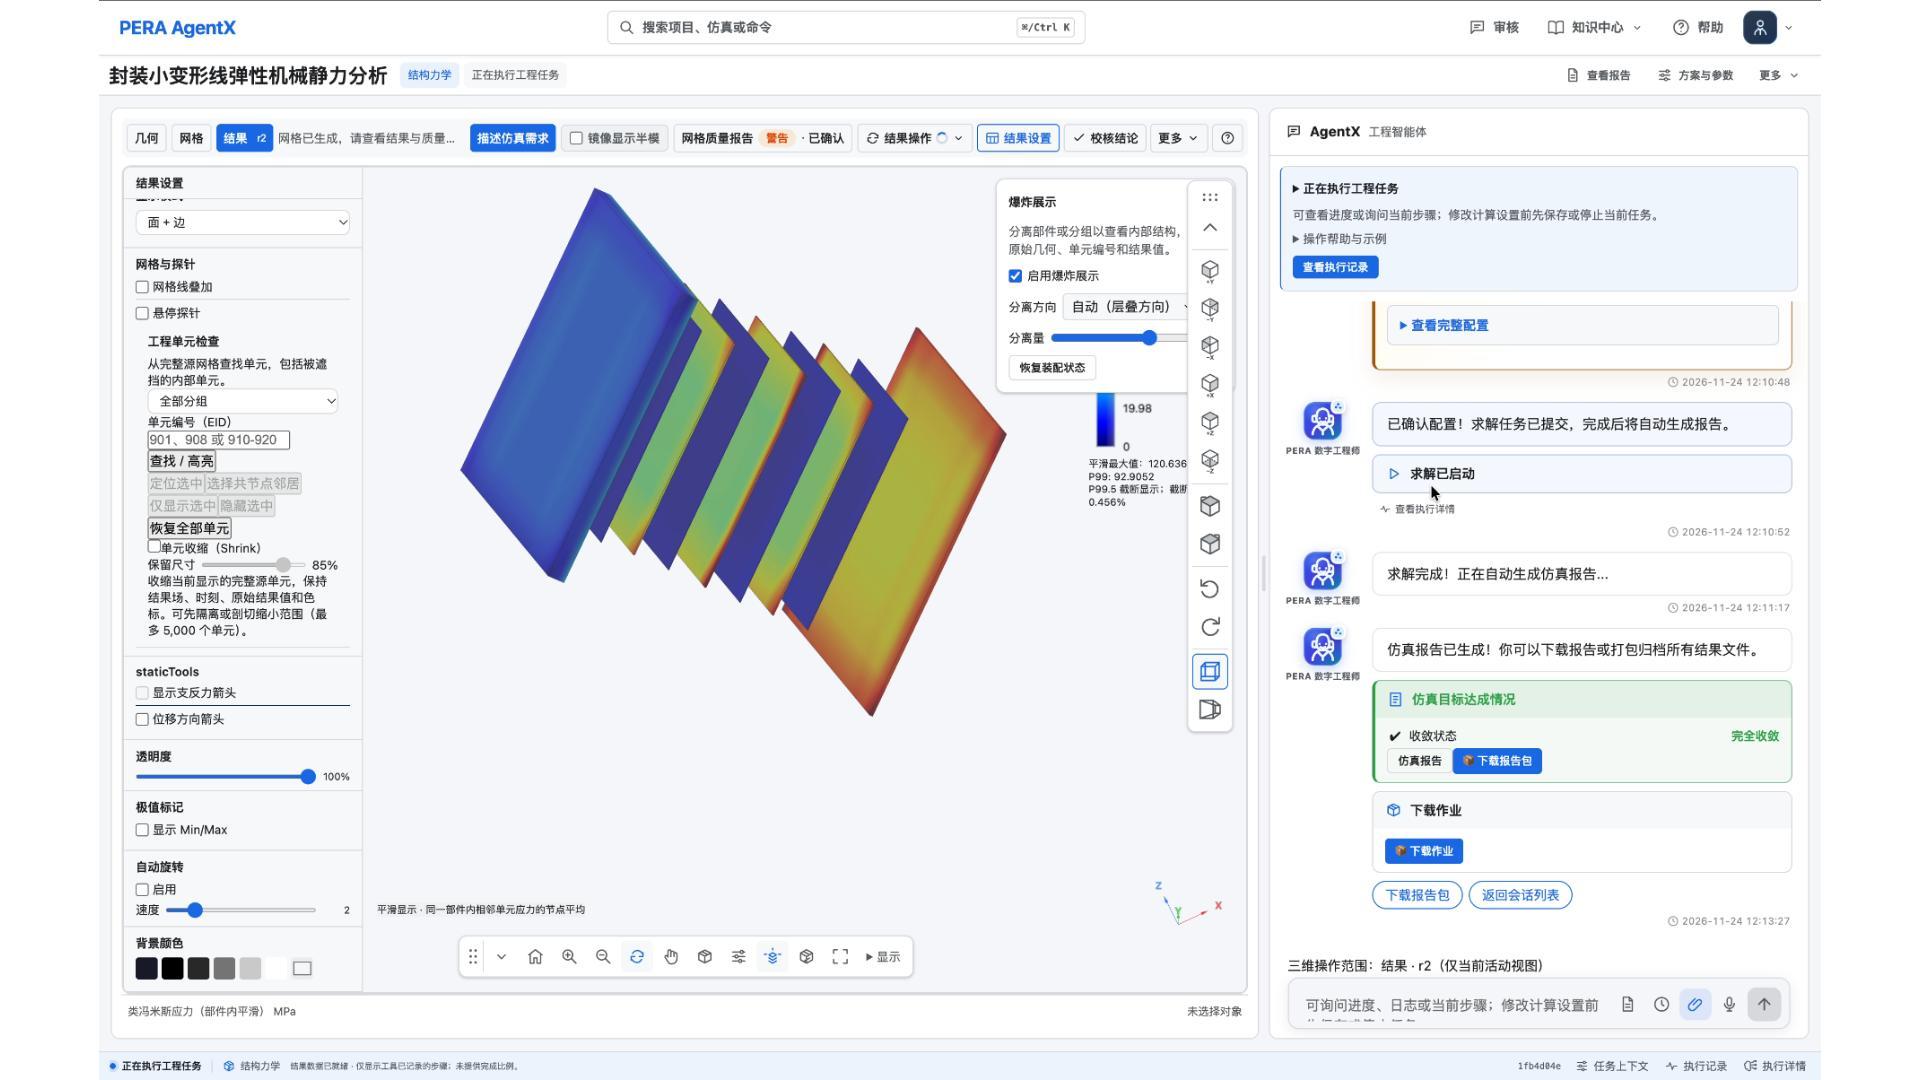 PERA AgentX
搜索项目、仿真或命令
⌘/Ctrl K
审核
知识中心
帮助
封装小变形线弹性机械静力分析
结构力学
正在执行工程任务
查看报告
方案与参数
更多
几何
网格
结果 r2
网格已生成，请查看结果与质量...
描述仿真需求
镜像显示半模
网格质量报告 警告 · 已确认
结果操作
结果设置
校核结论
更多
结果设置
面 + 边
网格与探针
网格线叠加
悬停探针
工程单元检查
从完整源网格查找单元，包括被遮
挡的内部单元。
全部分组
单元编号（EID）
901、908 或 910-920
查找 / 高亮
定位选中 选择共节点邻居
仅显示选中 隐藏选中
恢复全部单元
单元收缩（Shrink）
保留尺寸 85%
收缩当前显示的完整源单元，保持
结果场、时刻、原始结果值和色
标。可先隔离或剖切缩小范围（最
多 5,000 个单元）。
staticTools
显示支反力箭头
位移方向箭头
透明度
100%
极值标记
显示 Min/Max
自动旋转
启用
速度 2
背景颜色
爆炸展示
分离部件或分组以查看内部结构，
原始几何、单元编号和结果值。
启用爆炸展示
分离方向 自动（层叠方向）
分离量
恢复装配状态
19.98
0
平滑最大值：120.636
P99: 92.9052
P99.5 截断显示；截断
0.456%
+Y
-Y
-X
+X
+Z
-Z
Z
Y
X
平滑显示 · 同一部件内相邻单元应力的节点平均
显示
类冯米斯应力（部件内平滑） MPa
未选择对象
AgentX 工程智能体
正在执行工程任务
可查看进度或询问当前步骤；修改计算设置前先保存或停止当前任务。
操作帮助与示例
查看执行记录
查看完整配置
2026-11-24 12:10:48
PERA 数字工程师
已确认配置！求解任务已提交，完成后将自动生成报告。
求解已启动
查看执行详情
2026-11-24 12:10:52
PERA 数字工程师
求解完成！正在自动生成仿真报告...
2026-11-24 12:11:17
PERA 数字工程师
仿真报告已生成！你可以下载报告或打包归档所有结果文件。
仿真目标达成情况
收敛状态 完全收敛
仿真报告 下载报告包
下载作业
下载作业
下载报告包 返回会话列表
2026-11-24 12:13:27
三维操作范围：结果 · r2（仅当前活动视图）
可询问进度、日志或当前步骤；修改计算设置前
正在执行工程任务
结构力学
结果数据已就绪 · 仅显示工具已记录的步骤；未提供完成比例。
1fb4d04e
任务上下文
执行记录
执行详情